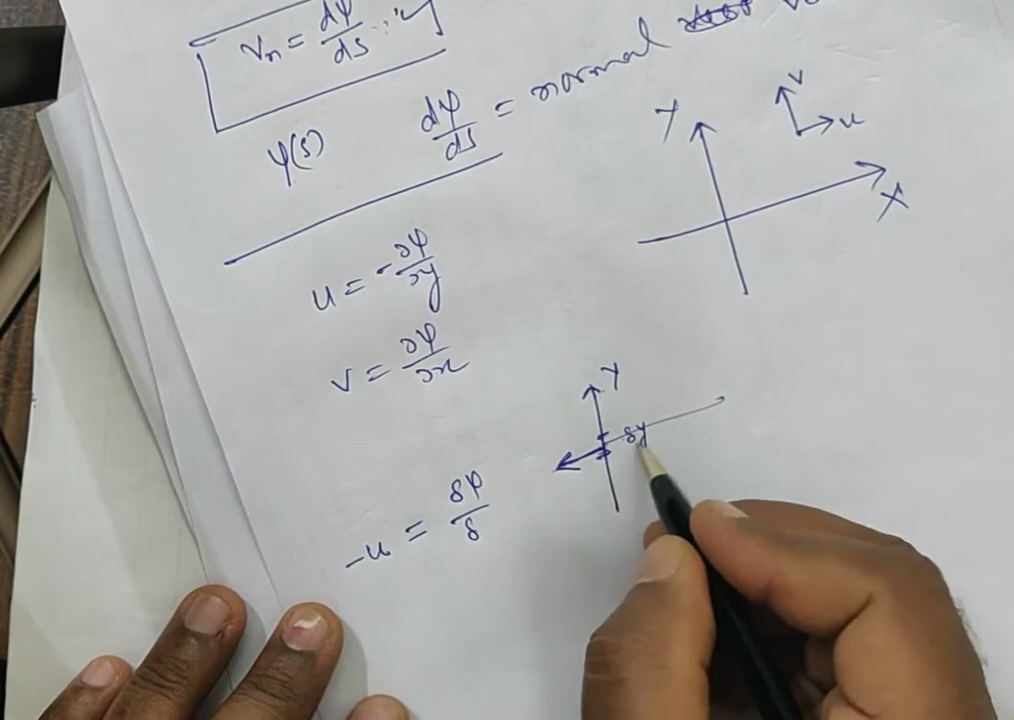 Vn = dψ/ds
ψ(s) dψ/ds = normal
Y v u
X
u = -∂ψ/∂y
v = ∂ψ/∂x
Y
δy
-u = δψ/δ